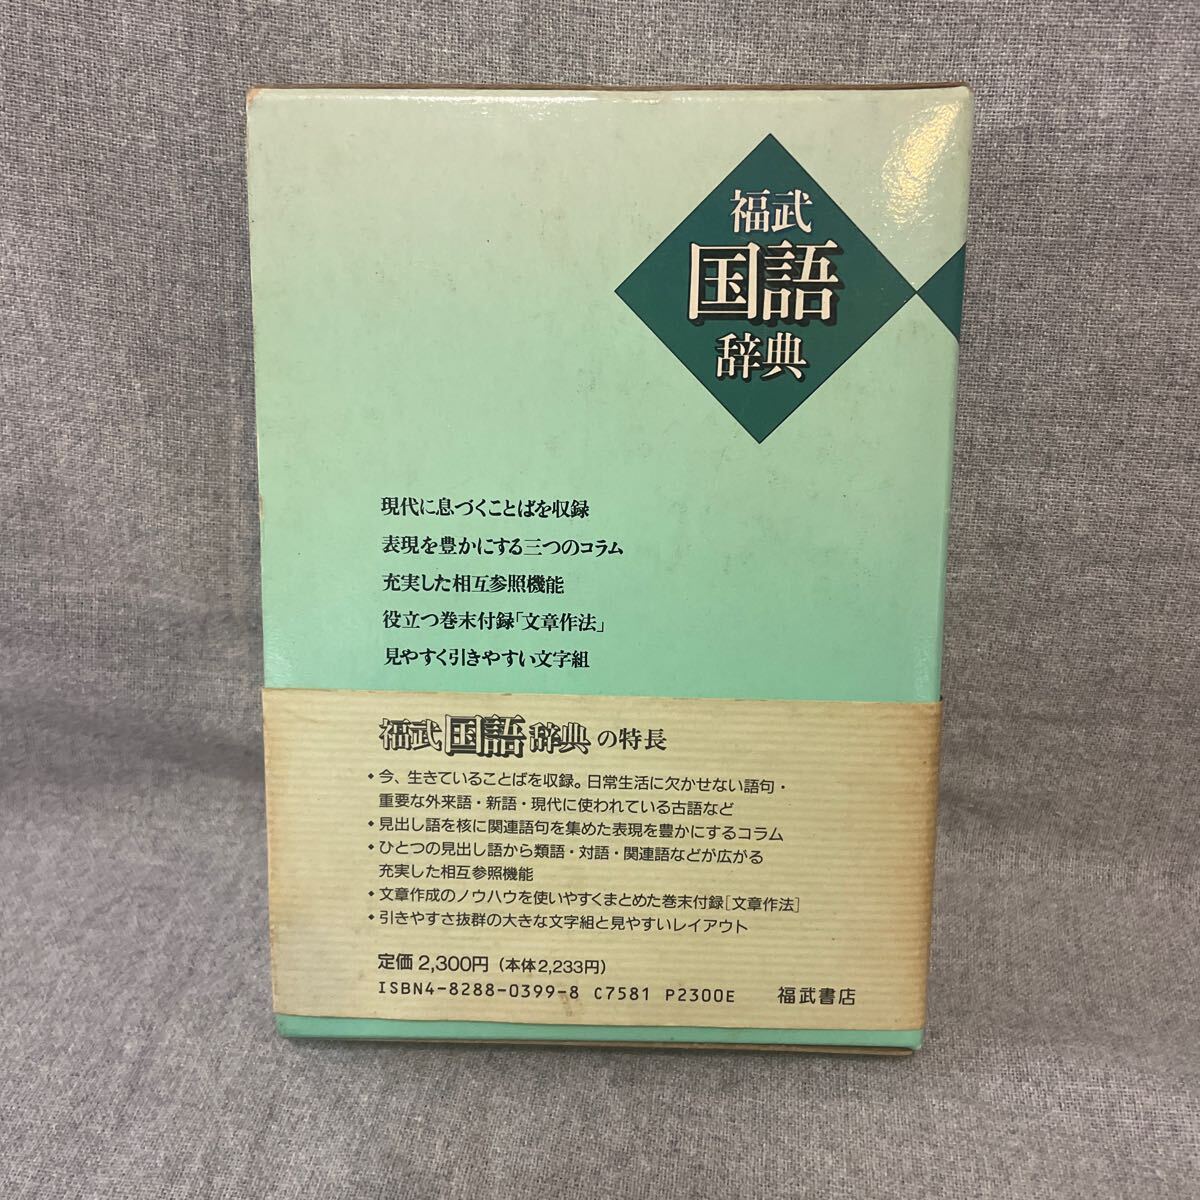 福武
国語
辞典
現代に息づくことばを収録
表現を豊かにする三つのコラム
充実した相互参照機能
役立つ巻末付録「文章作法」
見やすく引きやすい文字組
福武国語辞典の特長
◆今、生きていることばを収録。日常生活に欠かせない語句・
重要な外来語・新語・現代に使われている古語など
◆見出し語を核に関連語句を集めた表現を豊かにするコラム
◆ひとつの見出し語から類語・対語・関連語などが広がる
充実した相互参照機能
◆文章作成のノウハウを使いやすくまとめた巻末付録[文章作法]
◆引きやすさ抜群の大きな文字組と見やすいレイアウト
定価2,300円(本体2,233円)
ISBN4-8288-0399-8 C7581 P2300E 福武書店